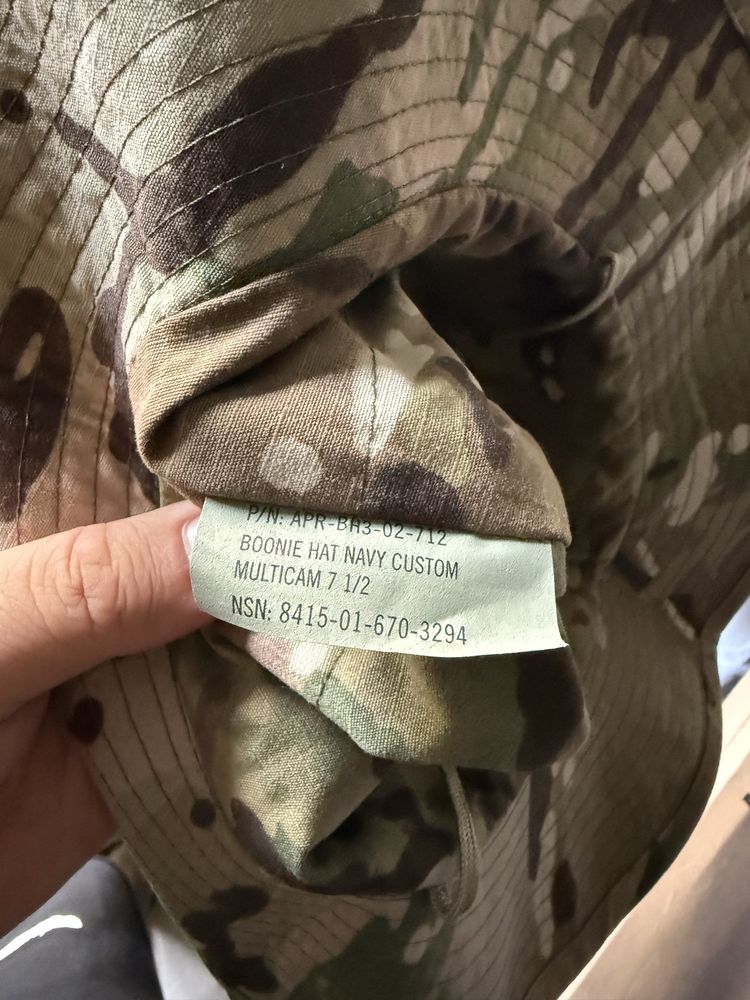 P/N: APR-BH3-02-712
BOONIE HAT NAVY CUSTOM
MULTICAM 7 1/2
NSN: 8415-01-670-3294